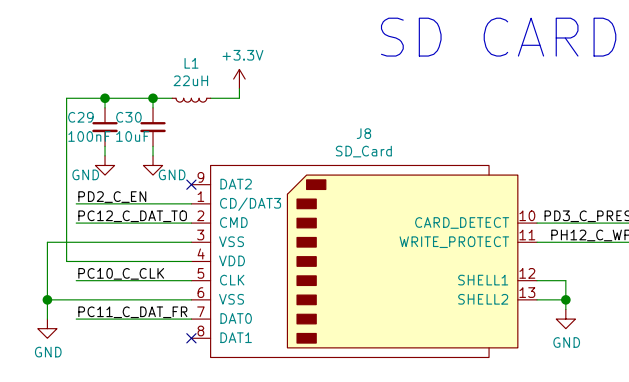 SD CARD
+3.3V
L1
22uH
C29
100nF
C30
10uF
GND
GND
J8
SD_Card
9 DAT2
PD2_C_EN 1 CD/DAT3
PC12_C_DAT_TO 2 CMD
3 VSS
4 VDD
PC10_C_CLK 5 CLK
6 VSS
PC11_C_DAT_FR 7 DAT0
8 DAT1
CARD_DETECT 10 PD3_C_PRES
WRITE_PROTECT 11 PH12_C_WP
SHELL1 12
SHELL2 13
GND
GND